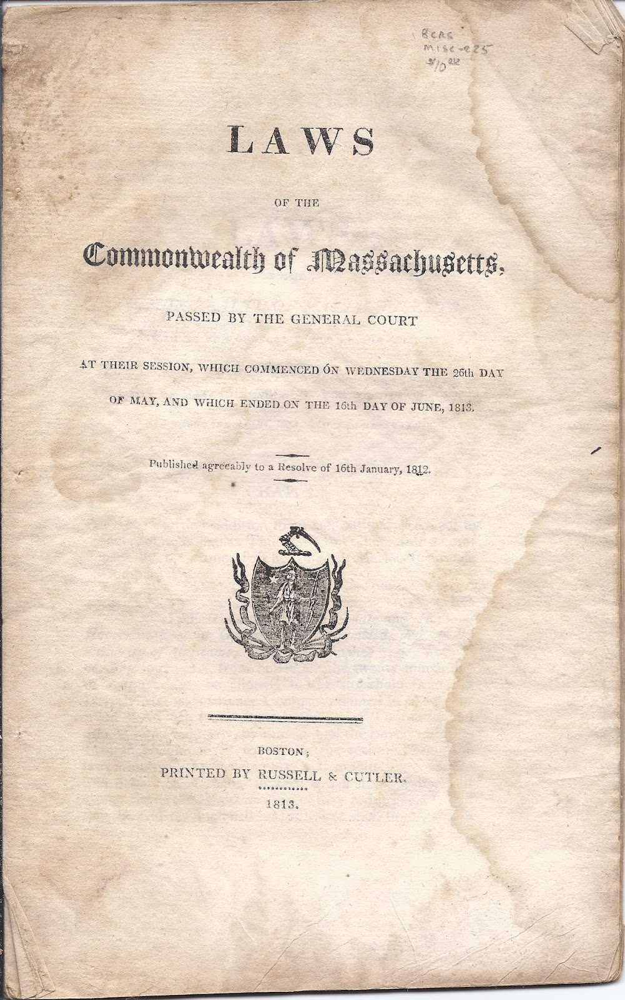 MISC-225
LAWS
OF THE
Commonwealth of Massachusetts,
PASSED BY THE GENERAL COURT
AT THEIR SESSION, WHICH COMMENCED ON WEDNESDAY THE 26th DAY
OF MAY, AND WHICH ENDED ON THE 16th DAY OF JUNE, 1813.
Published agreeably to a Resolve of 16th January, 1812.
BOSTON;
PRINTED BY RUSSELL & CUTLER.
1813.